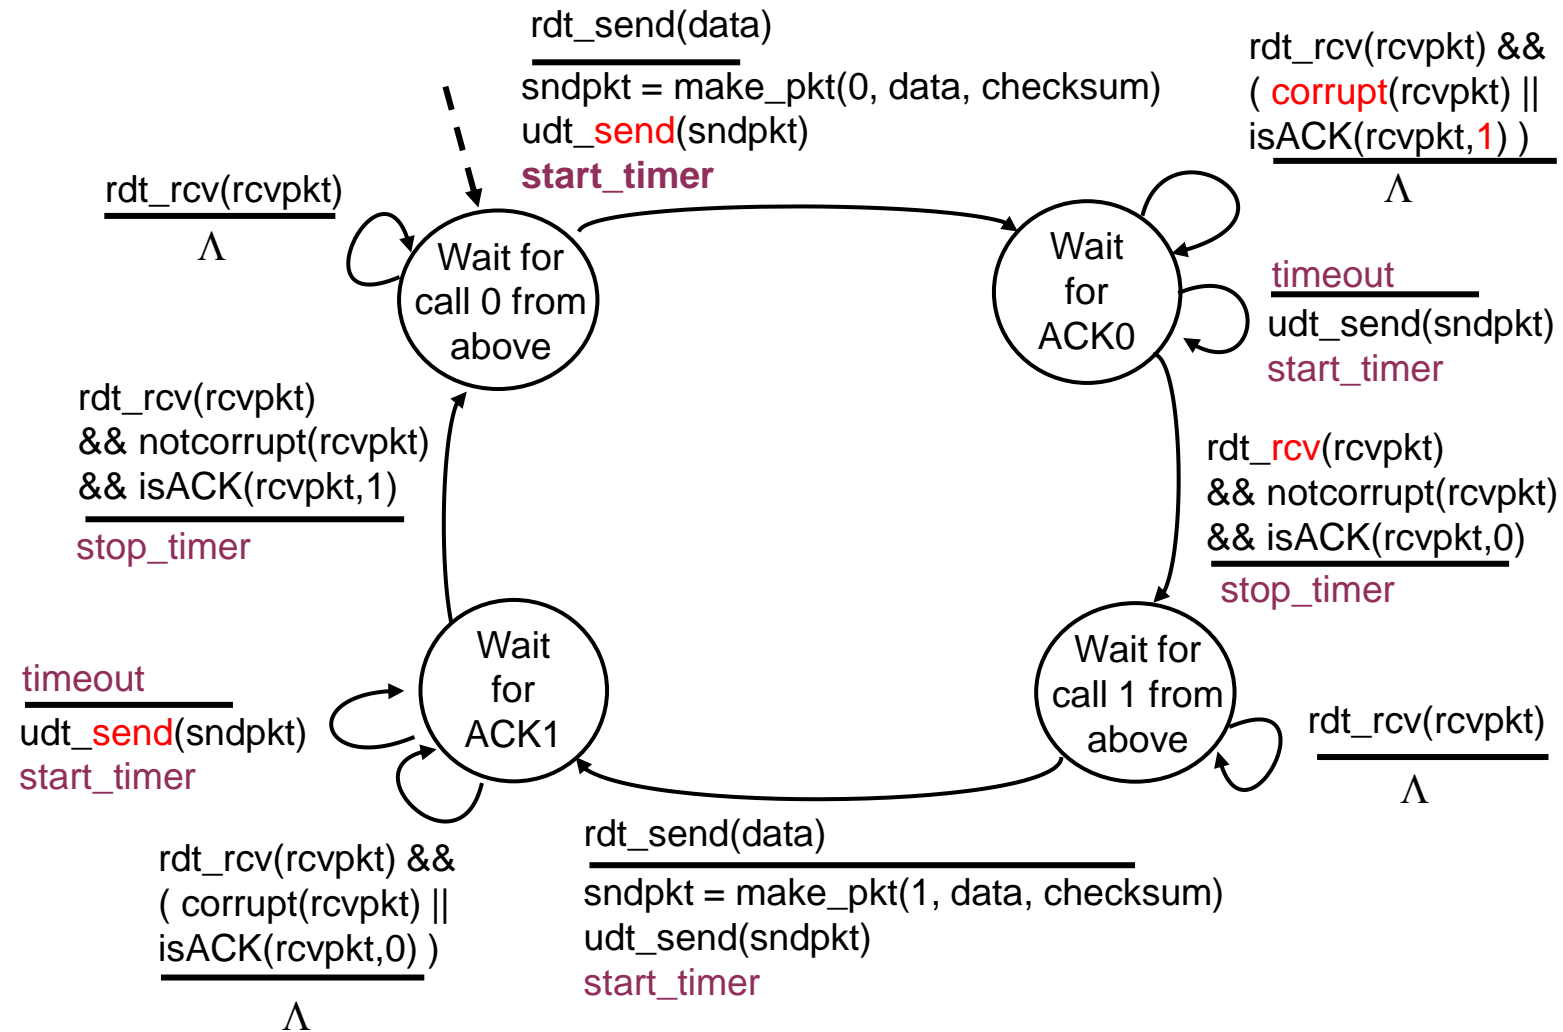 rdt_send(data)
sndpkt = make_pkt(0, data, checksum)
udt_send(sndpkt)
start_timer
rdt_rcv(rcvpkt) &&
( corrupt(rcvpkt) ||
isACK(rcvpkt,1) )
Λ
rdt_rcv(rcvpkt)
Λ
Wait for
call 0 from
above
Wait
for
ACK0
timeout
udt_send(sndpkt)
start_timer
rdt_rcv(rcvpkt)
&& notcorrupt(rcvpkt)
&& isACK(rcvpkt,1)
stop_timer
rdt_rcv(rcvpkt)
&& notcorrupt(rcvpkt)
&& isACK(rcvpkt,0)
stop_timer
Wait
for
ACK1
Wait for
call 1 from
above
timeout
udt_send(sndpkt)
start_timer
rdt_rcv(rcvpkt)
Λ
rdt_rcv(rcvpkt) &&
( corrupt(rcvpkt) ||
isACK(rcvpkt,0) )
Λ
rdt_send(data)
sndpkt = make_pkt(1, data, checksum)
udt_send(sndpkt)
start_timer